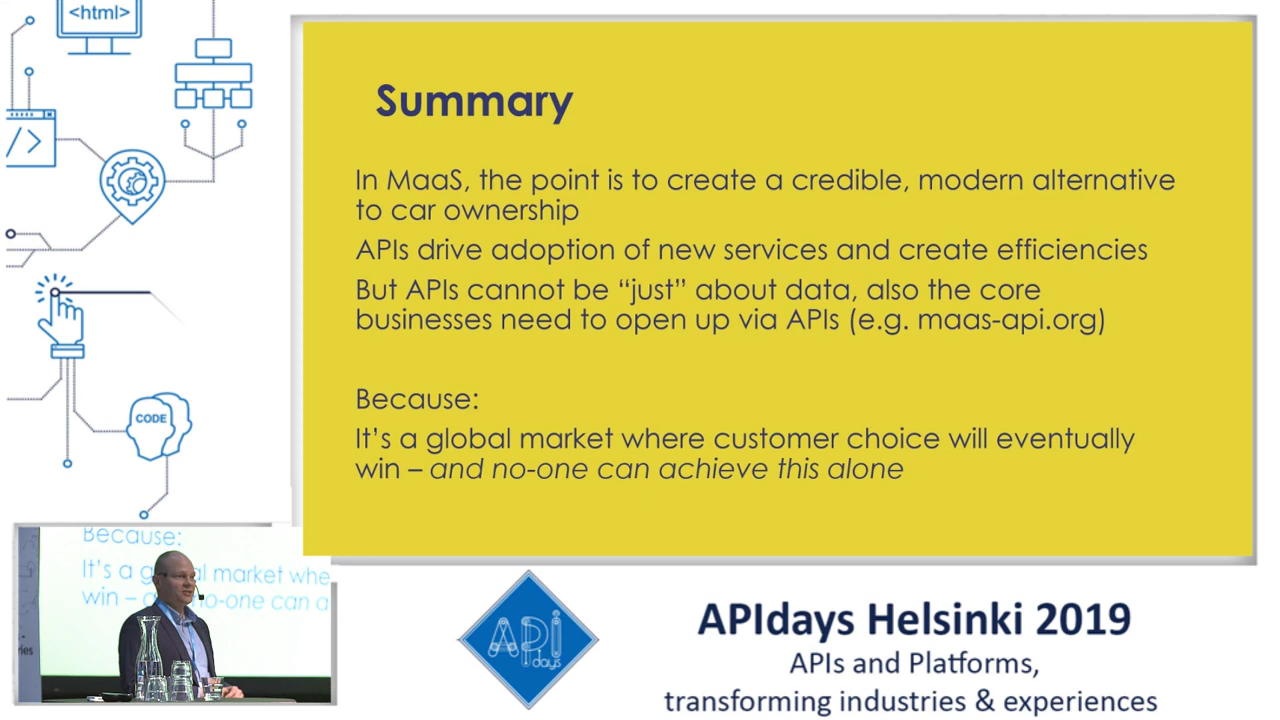 <html>
</>
CODE
Summary
In MaaS, the point is to create a credible, modern alternative
to car ownership
APIs drive adoption of new services and create efficiencies
But APIs cannot be “just” about data, also the core
businesses need to open up via APIs (e.g. maas-api.org)
Because:
It’s a global market where customer choice will eventually
win – and no-one can achieve this alone
Because:
It’s a g al market whe
win – a no-one can a
API
days
APIdays Helsinki 2019
APIs and Platforms,
transforming industries & experiences